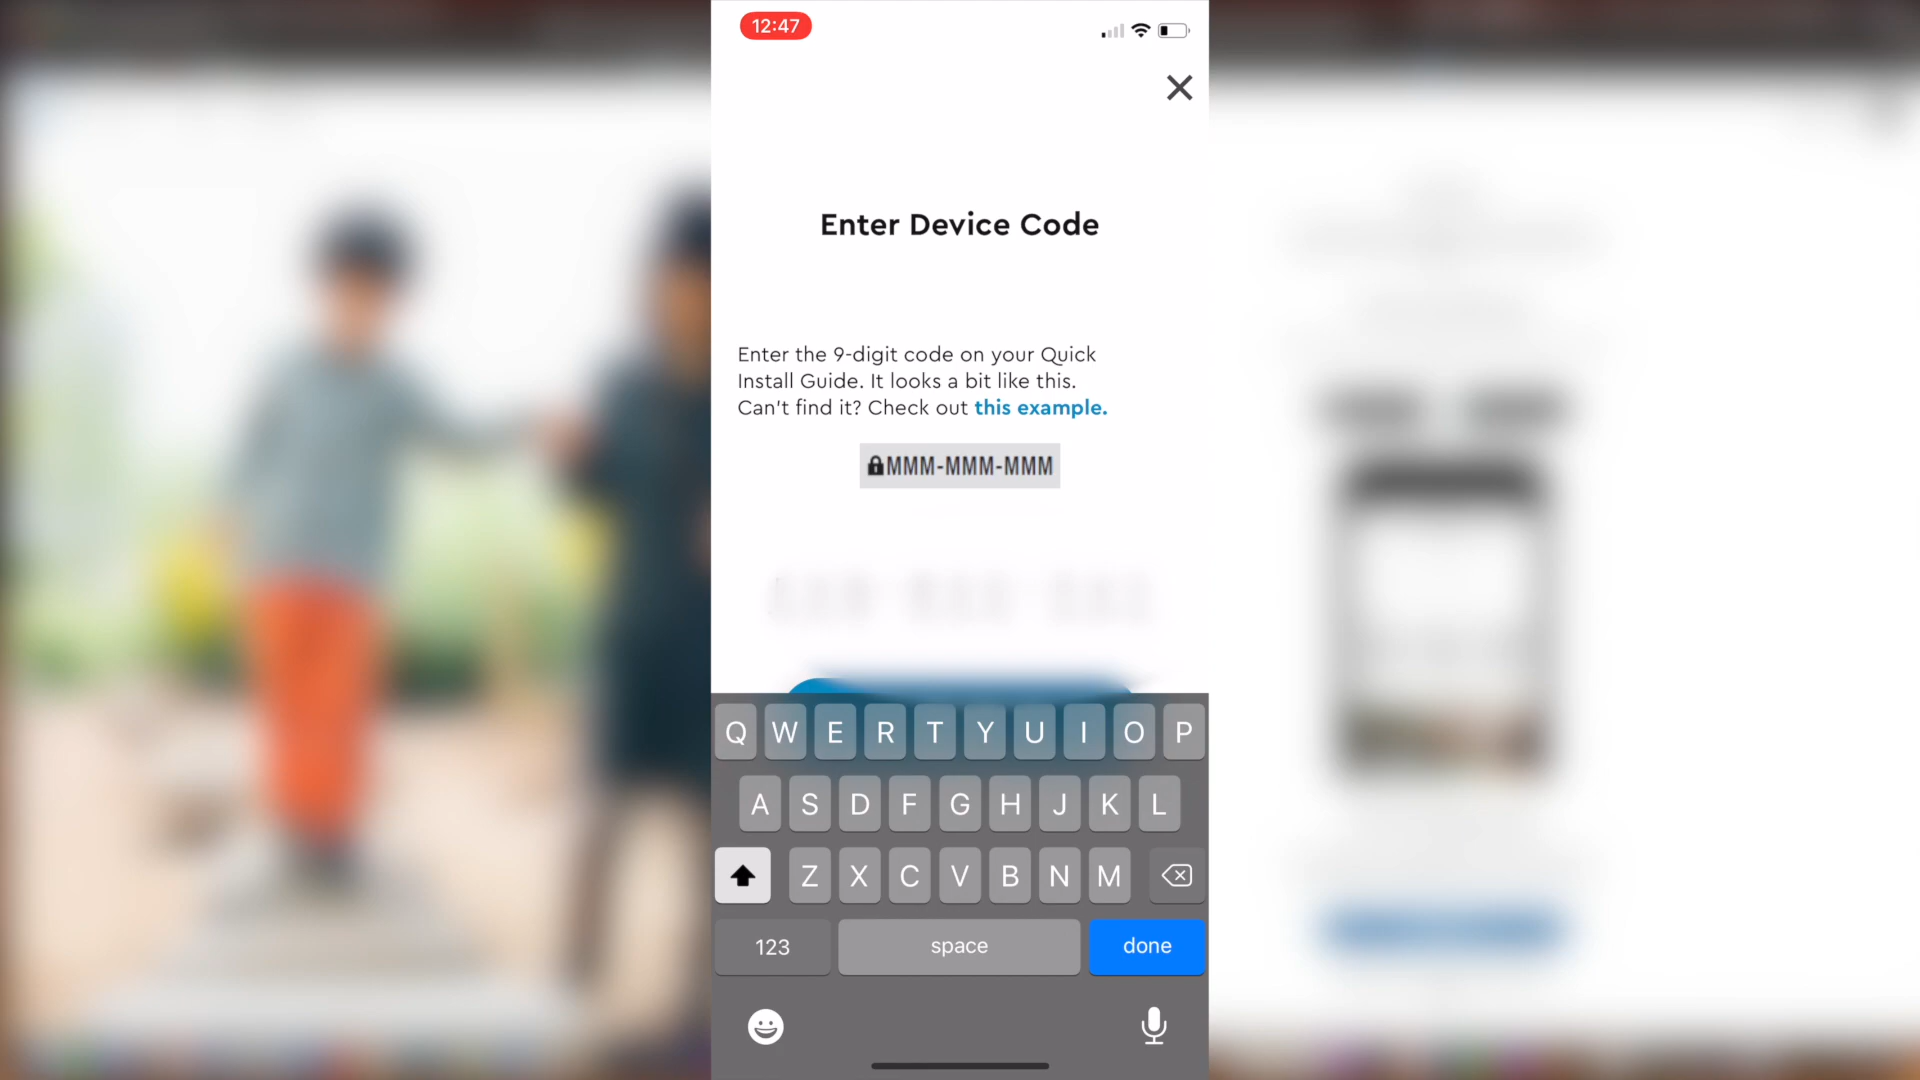 12:47
Enter Device Code
Enter the 9-digit code on your Quick
Install Guide. It looks a bit like this.
Can't find it? Check out this example.
MMM-MMM-MMM
Q W E R T Y U I O P
A S D F G H J K L
Z X C V B N M
123 space done